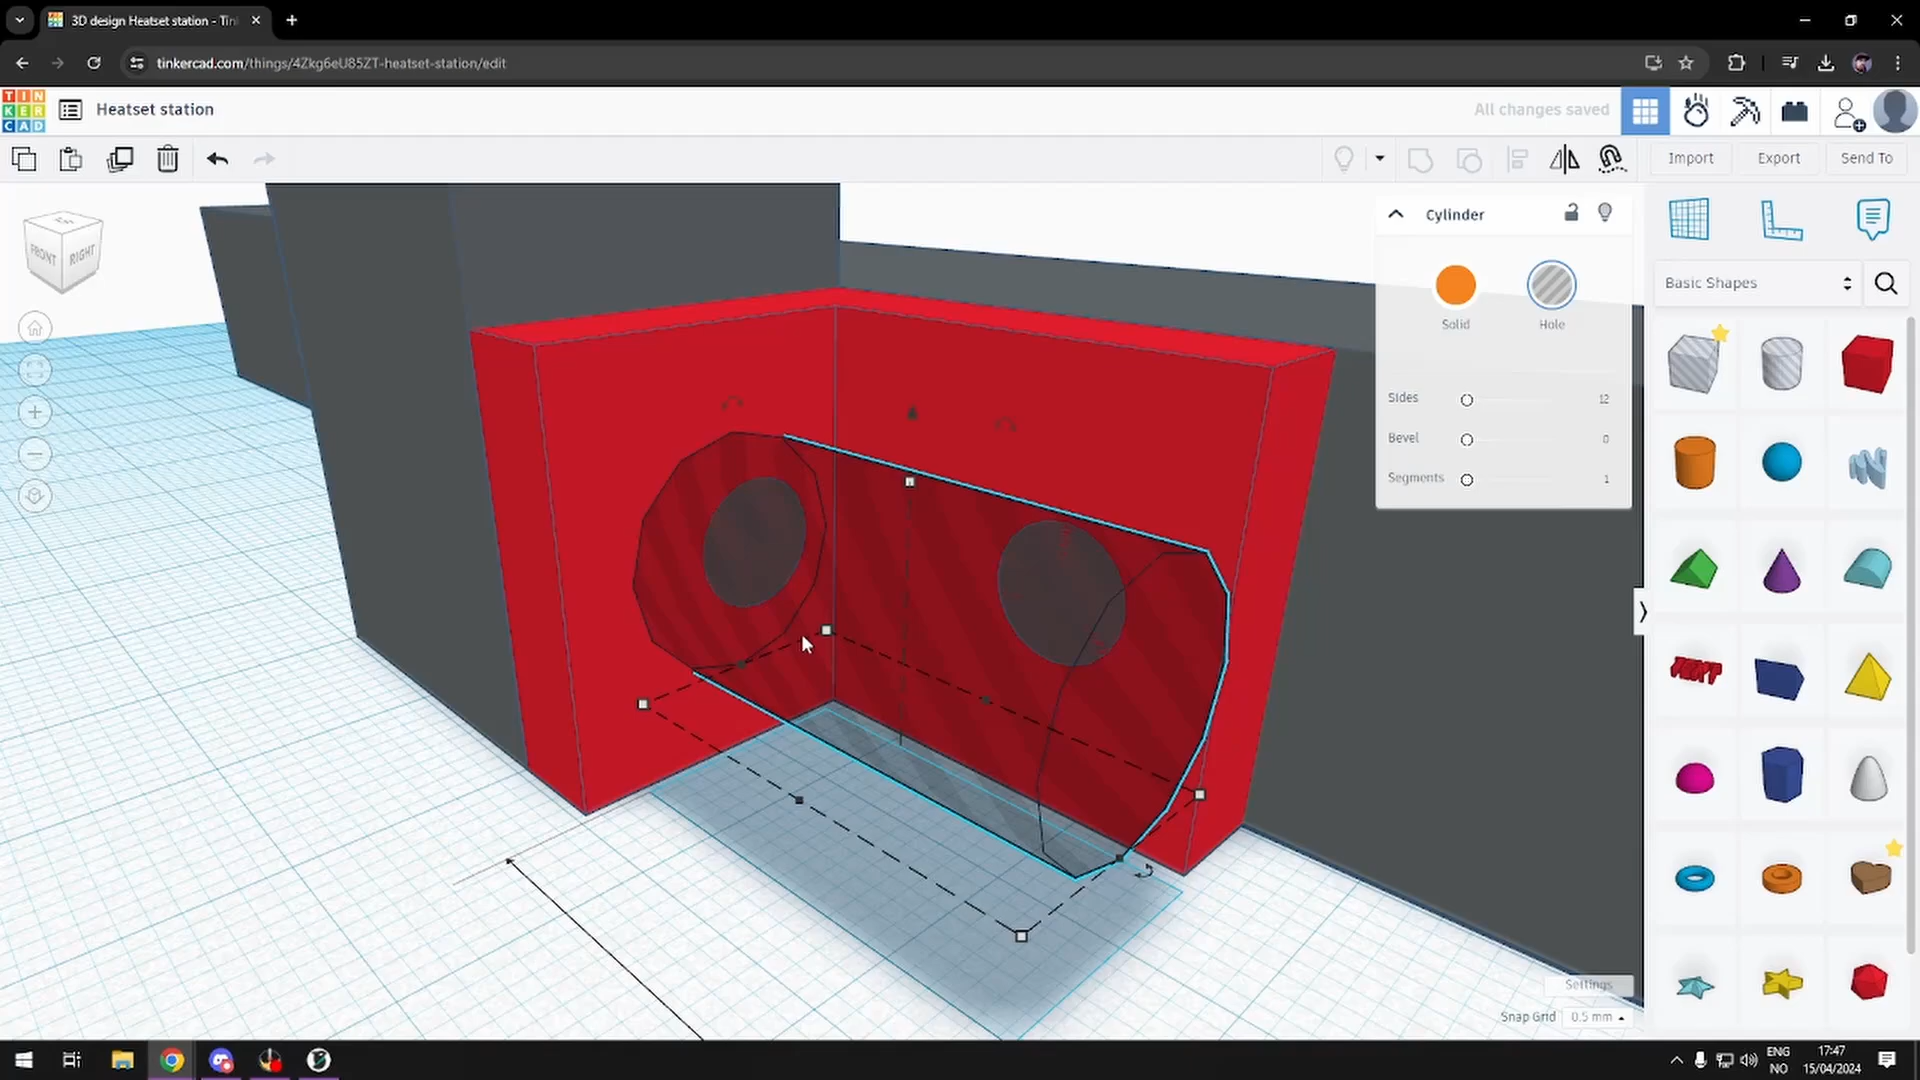 3D design Heatset station - Tin
tinkercad.com/things/4Zkg6eU85ZT-heatset-station/edit
TIN
KER
CAD
Heatset station
All changes saved
Import
Export
Send To
FRONT
RIGHT
Cylinder
Solid
Hole
Sides
12
Bevel
0
Segments
1
Basic Shapes
TEXT
Settings
Snap Grid
0.5 mm
ENG
NO
17:47
15/04/2024